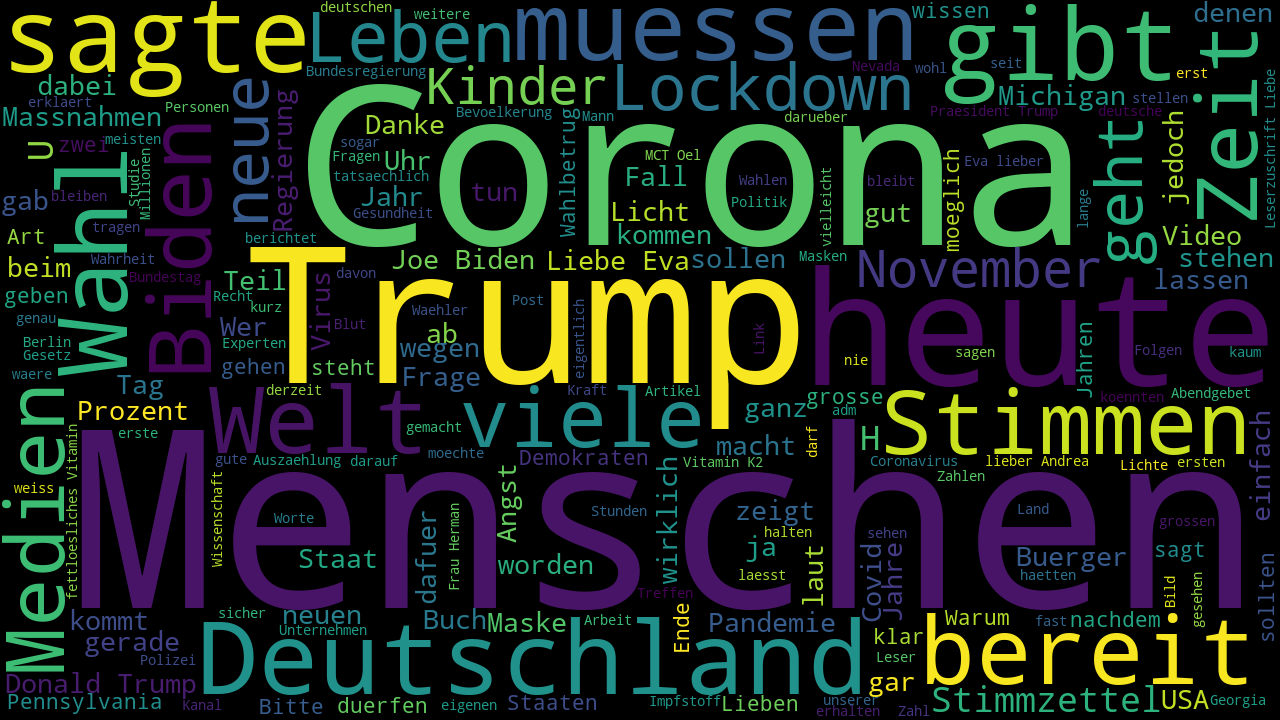 sagte
deutschen
weitere
Leben
muessen
gibt
wissen
denen
Bundesregierung
dabei
erklaert
Personen
Massnahmen
neue
Kinder
Bevoelkerung
Lockdown
Mann
darueber
Nevada
wohl
seit
erst
Michigan
stellen
Liebe
Praesident Trump
deutsche
Zeit
u
zwei
meisten
Studie
Millionen
Wahl
Biden
Regierung
Corona
Danke
sogar
Fragen
Uhr
tatsaechlich
Jahr
Gesundheit
tun
Wahlbetrug
MCT Oel
Fall
Licht
kommen
Wahlen
Politik
vielleicht
bleibt
gut
Eva lieber
moeglich
lange
geht
jedoch
Leserzuschrift
gab
bleiben
tragen
Art
beim
Wahrheit
Bundestag
berichtet
Video
stehen
lassen
geben
Teil
Recht
kurz
davon
Virus
Joe Biden
Liebe Eva
sollen
Masken
November
genau
Berlin
Gesetz
waere
Wer
Experten
gehen
Blut
steht
Trump
Waehler
ab
wegen
Frage
Post
eigentlich
Link
heute
nie
sagen
Jahren
Folgen
kaum
Tag
derzeit
Kraft
Artikel
grosse
adm
koennten
Abendgebet
Medien
Prozent
erste
Welt
gemacht
viele
ganz
Stimmen
H
gute
Auszaehlung
darauf
moechte
Demokraten
macht
darf
Vitamin K2
Coronavirus
lieber Andrea
Lichte
ersten
Zahlen
einfach
weiss
fettloesliches Vitamin
Wissenschaft
Menschen
Worte
Angst
Stunden
wirklich
zeigt
Land
grossen
Staat
dafuer
Frau Herman
worden
ja
halten
laesst
laut
sehen
Covid
Jahre
Buerger
haetten
sagt
Treffen
Bild
gesehen
sollten
kommt
sicher
neuen
Unternehmen
Buch
Maske
Arbeit
Ende
Pandemie
klar
Warum
fast
nachdem
gerade
Polizei
Deutschland
Leser
gar
bereit
Donald Trump
Pennsylvania
Kanal
Bitte
duerfen
eigenen
Staaten
Impfstoff
Lieben
unserer
erhalten
Zahl
Stimmzettel
USA
Georgia